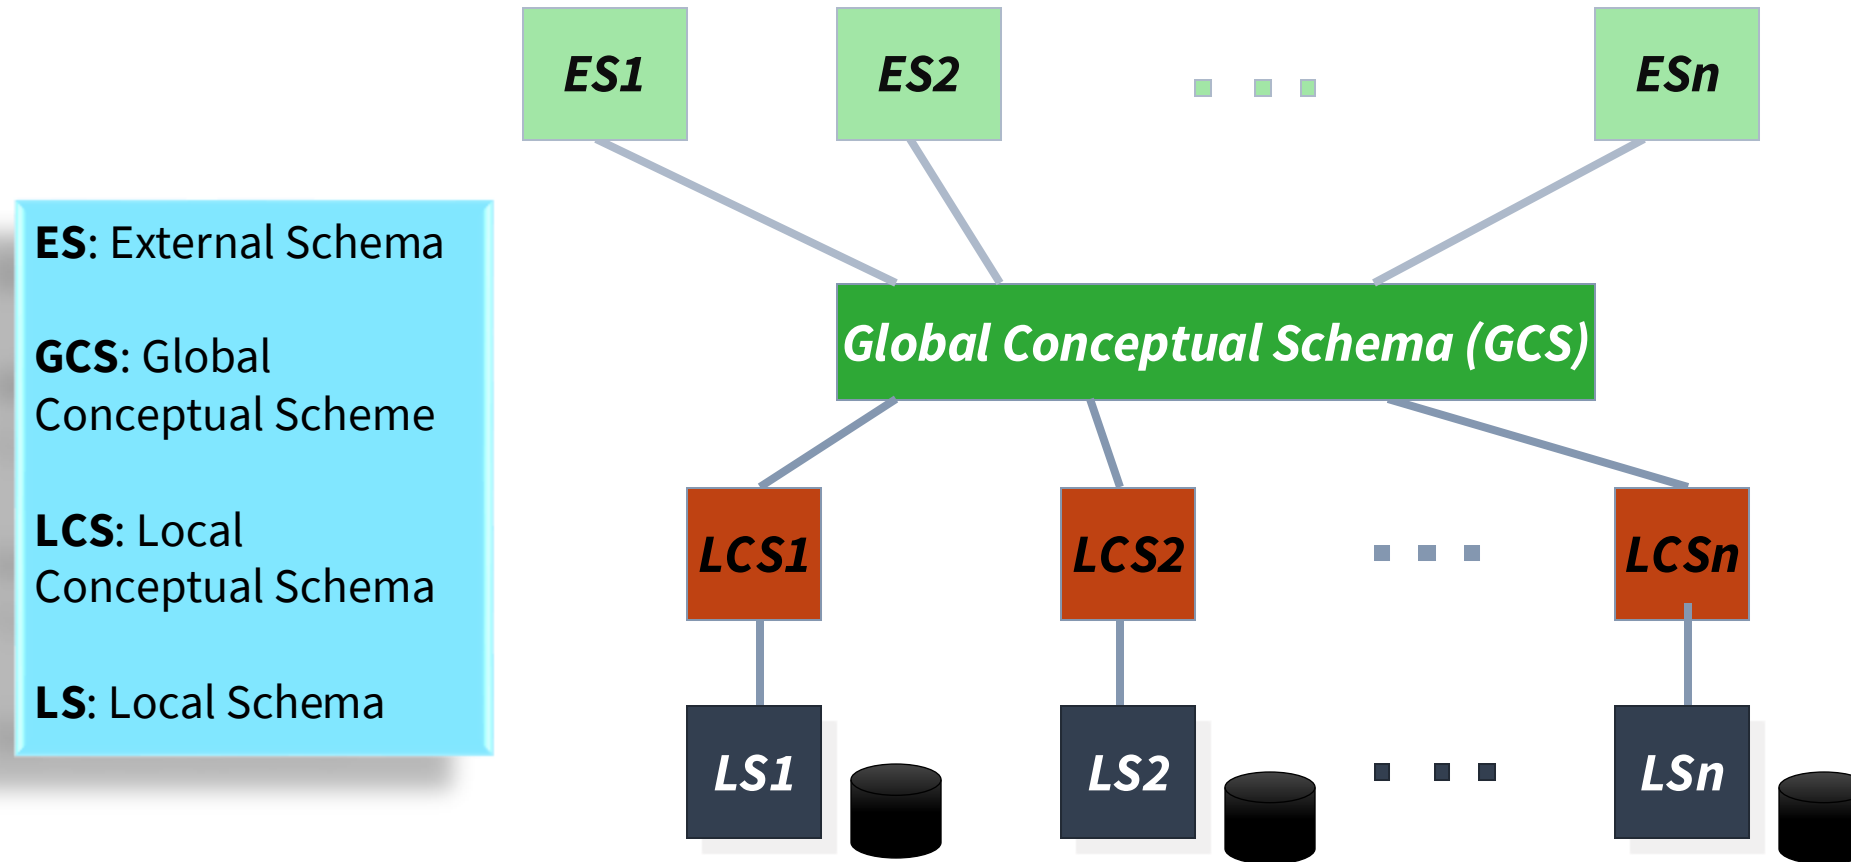 ES1
ES2
ESn
ES: External Schema
GCS: Global
Conceptual Scheme
LCS: Local
Conceptual Schema
LS: Local Schema
Global Conceptual Schema (GCS)
LCS1
LCS2
LCSn
LS1
LS2
LSn